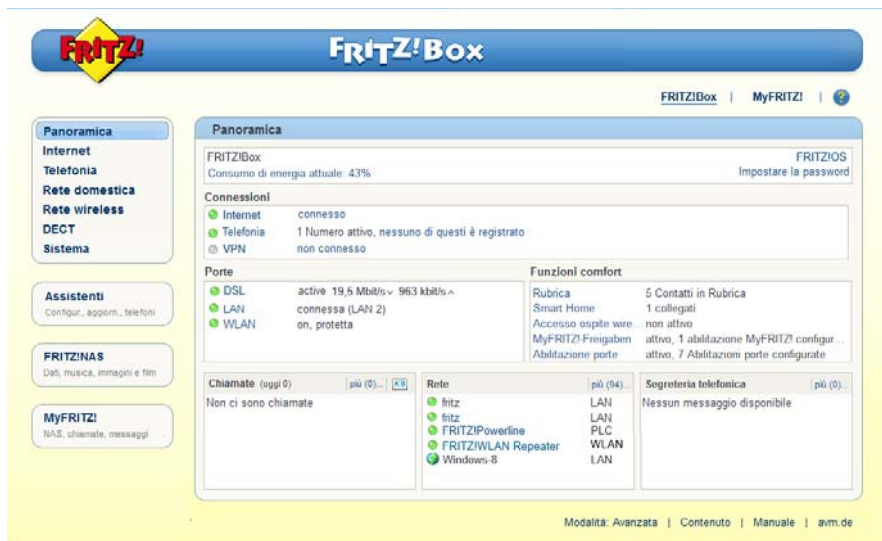 FRITZ!
FRITZ!Box
FRITZ!Box | MyFRITZ! | ?
Panoramica
Internet
Telefonia
Rete domestica
Rete wireless
DECT
Sistema
Assistenti
Configur., aggiorn., telefoni
FRITZ!NAS
Dati, musica, immagini e film
MyFRITZ!
NAS, chiamate, messaggi
Panoramica
FRITZ!Box FRITZ!OS
Consumo di energia attuale: 43% Impostare la password
Connessioni
Internet connesso
Telefonia 1 Numero attivo, nessuno di questi è registrato
VPN non connesso
Porte
DSL active 19,5 Mbit/s 963 kbit/s
LAN connessa (LAN 2)
WLAN on, protetta
Funzioni comfort
Rubrica 5 Contatti in Rubrica
Smart Home 1 collegati
Accesso ospite wire... non attivo
MyFRITZ!-Freigaben attivo, 1 abilitazione MyFRITZ! configur...
Abilitazione porte attivo, 7 Abilitazioni porte configurate
Chiamate (oggi 0) più (0)...
Non ci sono chiamate
Rete più (94)...
fritz LAN
fritz LAN
FRITZ!Powerline PLC
FRITZ!WLAN Repeater WLAN
Windows-8 LAN
Segreteria telefonica più (0)...
Nessun messaggio disponibile
Modalità: Avanzata | Contenuto | Manuale | avm.de